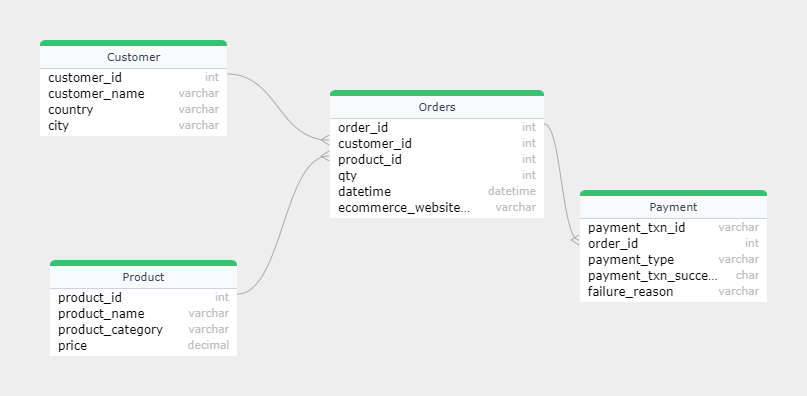 Customer
customer_id int
customer_name varchar
country varchar
city varchar
Orders
order_id int
customer_id int
product_id int
qty int
datetime datetime
ecommerce_website... varchar
Payment
payment_txn_id varchar
order_id int
payment_type varchar
payment_txn_succe... char
failure_reason varchar
Product
product_id int
product_name varchar
product_category varchar
price decimal